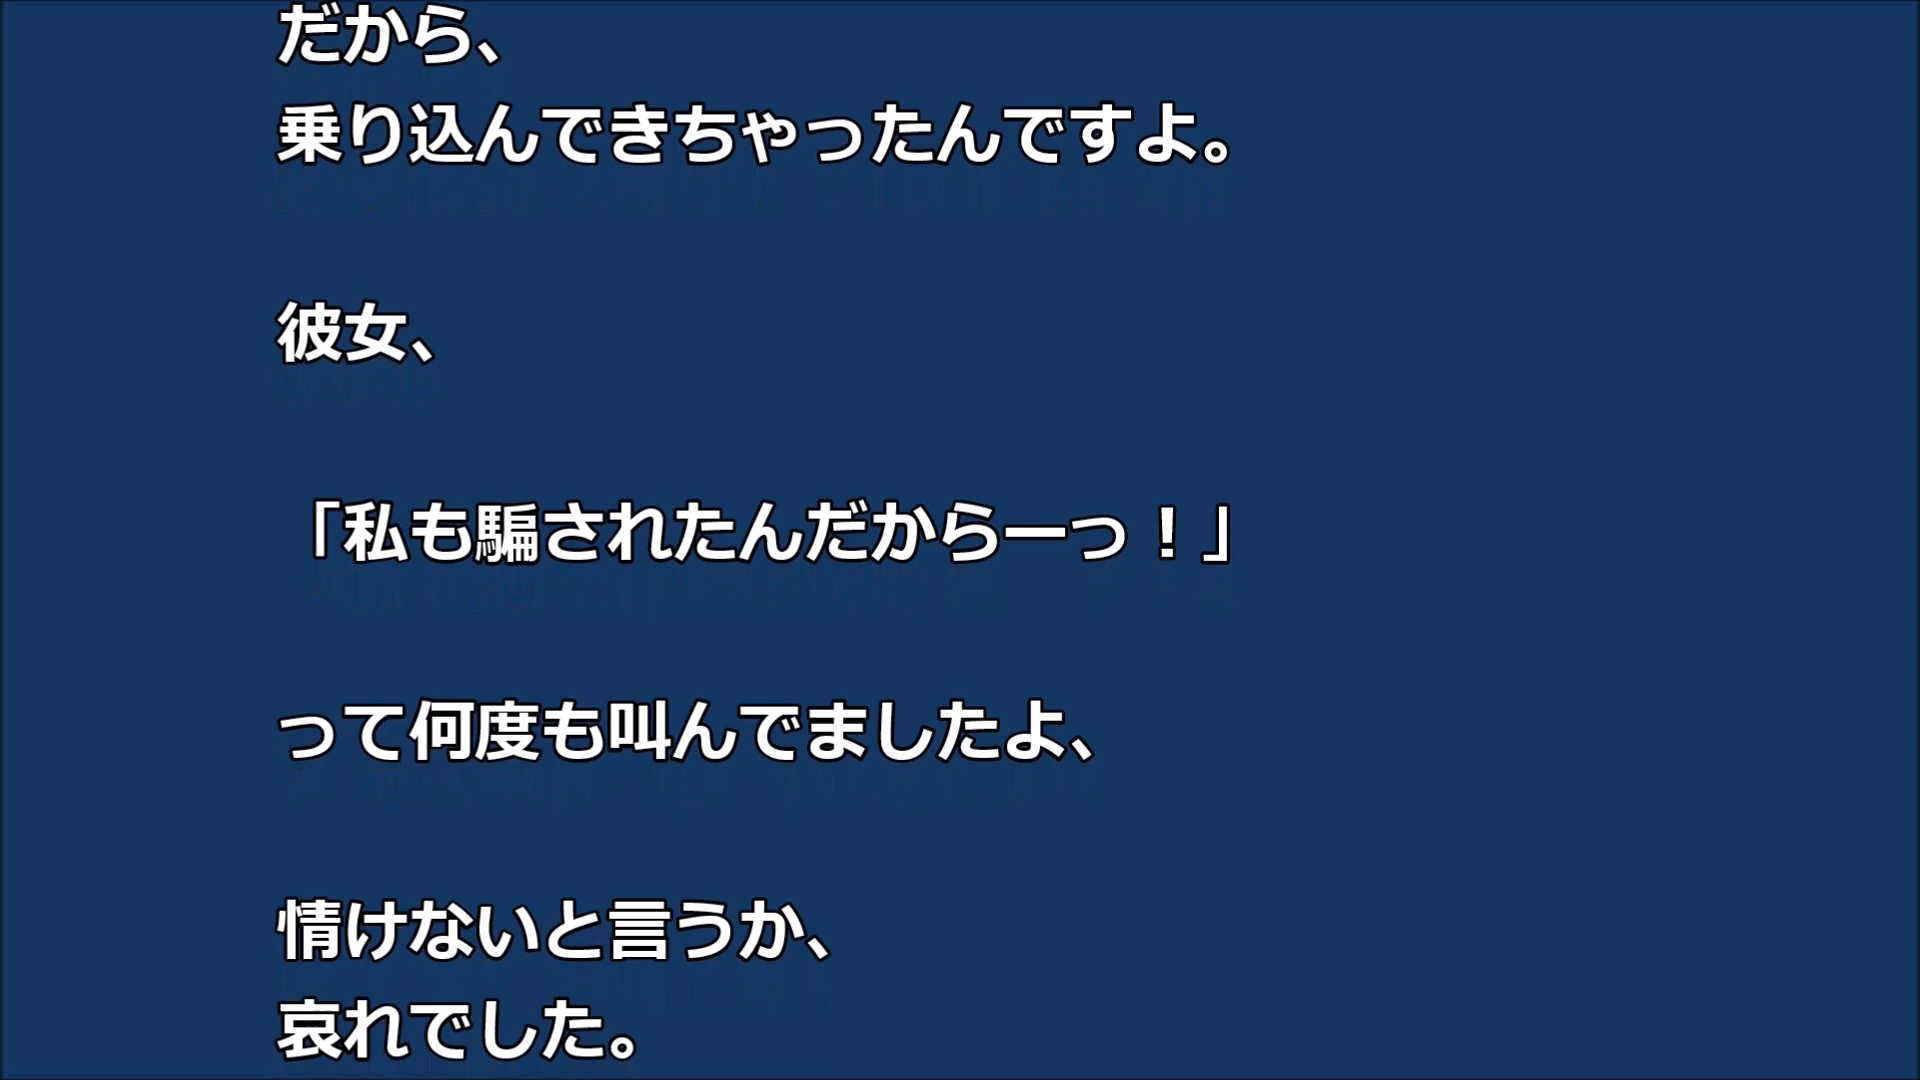 だから、
乗り込んできちゃったんですよ。
彼女、
「私も騙されたんだからーっ！」
って何度も叫んでましたよ、
情けないと言うか、
哀れでした。